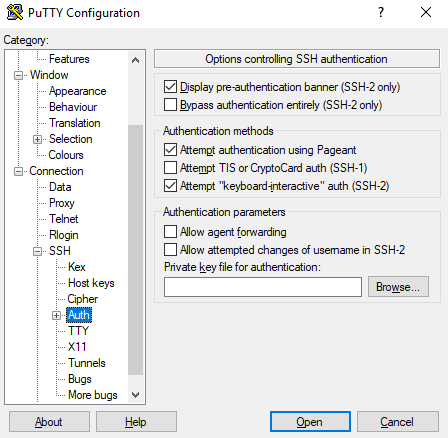 PuTTY Configuration
?
Category:
Features
Window
Appearance
Behaviour
Translation
Selection
Colours
Connection
Data
Proxy
Telnet
Rlogin
SSH
Kex
Host keys
Cipher
Auth
TTY
X11
Tunnels
Bugs
More bugs
Options controlling SSH authentication
Display pre-authentication banner (SSH-2 only)
Bypass authentication entirely (SSH-2 only)
Authentication methods
Attempt authentication using Pageant
Attempt TIS or CryptoCard auth (SSH-1)
Attempt "keyboard-interactive" auth (SSH-2)
Authentication parameters
Allow agent forwarding
Allow attempted changes of username in SSH-2
Private key file for authentication:
Browse...
About
Help
Open
Cancel